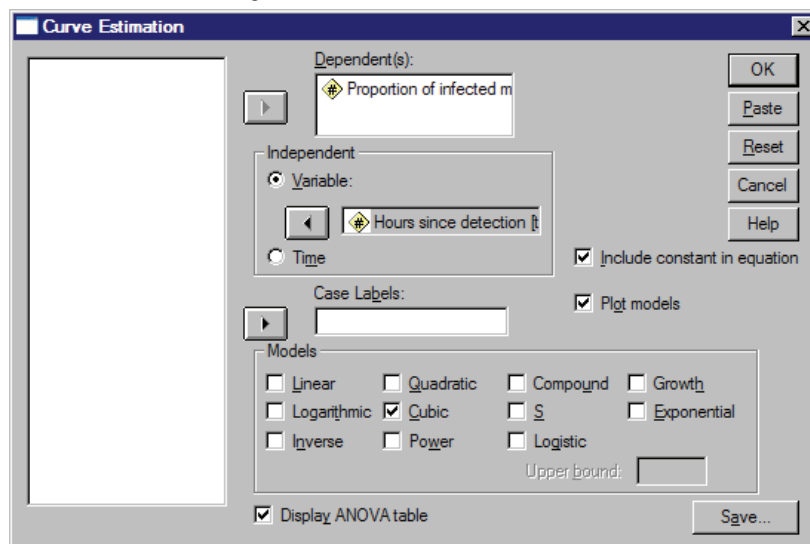 Curve Estimation
Dependent(s):
Proportion of infected m
OK
Paste
Reset
Cancel
Help
Independent
Variable:
Hours since detection [t
Time
Include constant in equation
Case Labels:
Plot models
Models
Linear Quadratic Compound Growth
Logarithmic Cubic S Exponential
Inverse Power Logistic
Upper bound:
Display ANOVA table
Save...